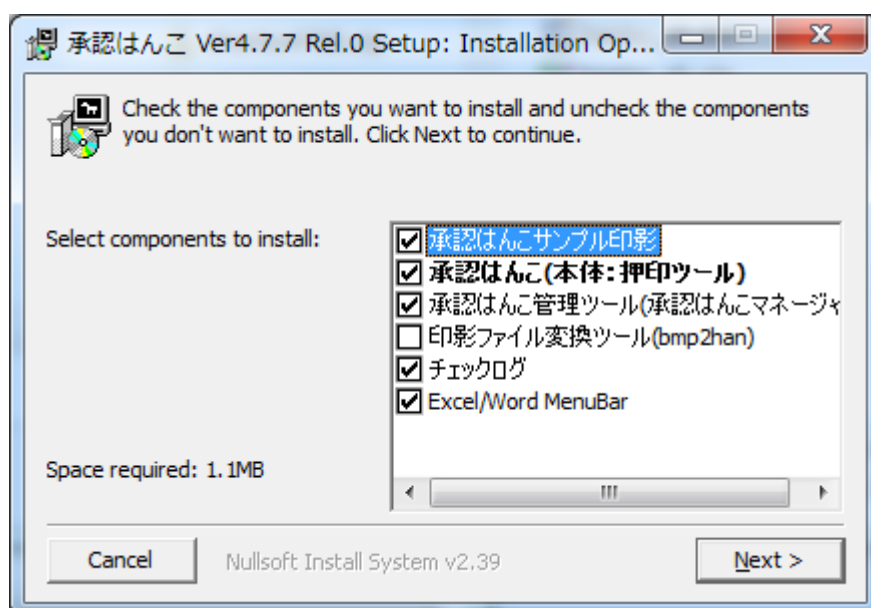 承認はんこ Ver4.7.7 Rel.0 Setup: Installation Op...
Check the components you want to install and uncheck the components
you don't want to install. Click Next to continue.
Select components to install:
承認はんこサンプル印影
承認はんこ(本体:押印ツール)
承認はんこ管理ツール(承認はんこマネージャ
印影ファイル変換ツール(bmp2han)
チェックログ
Excel/Word MenuBar
Space required: 1.1MB
Cancel
Nullsoft Install System v2.39
Next >